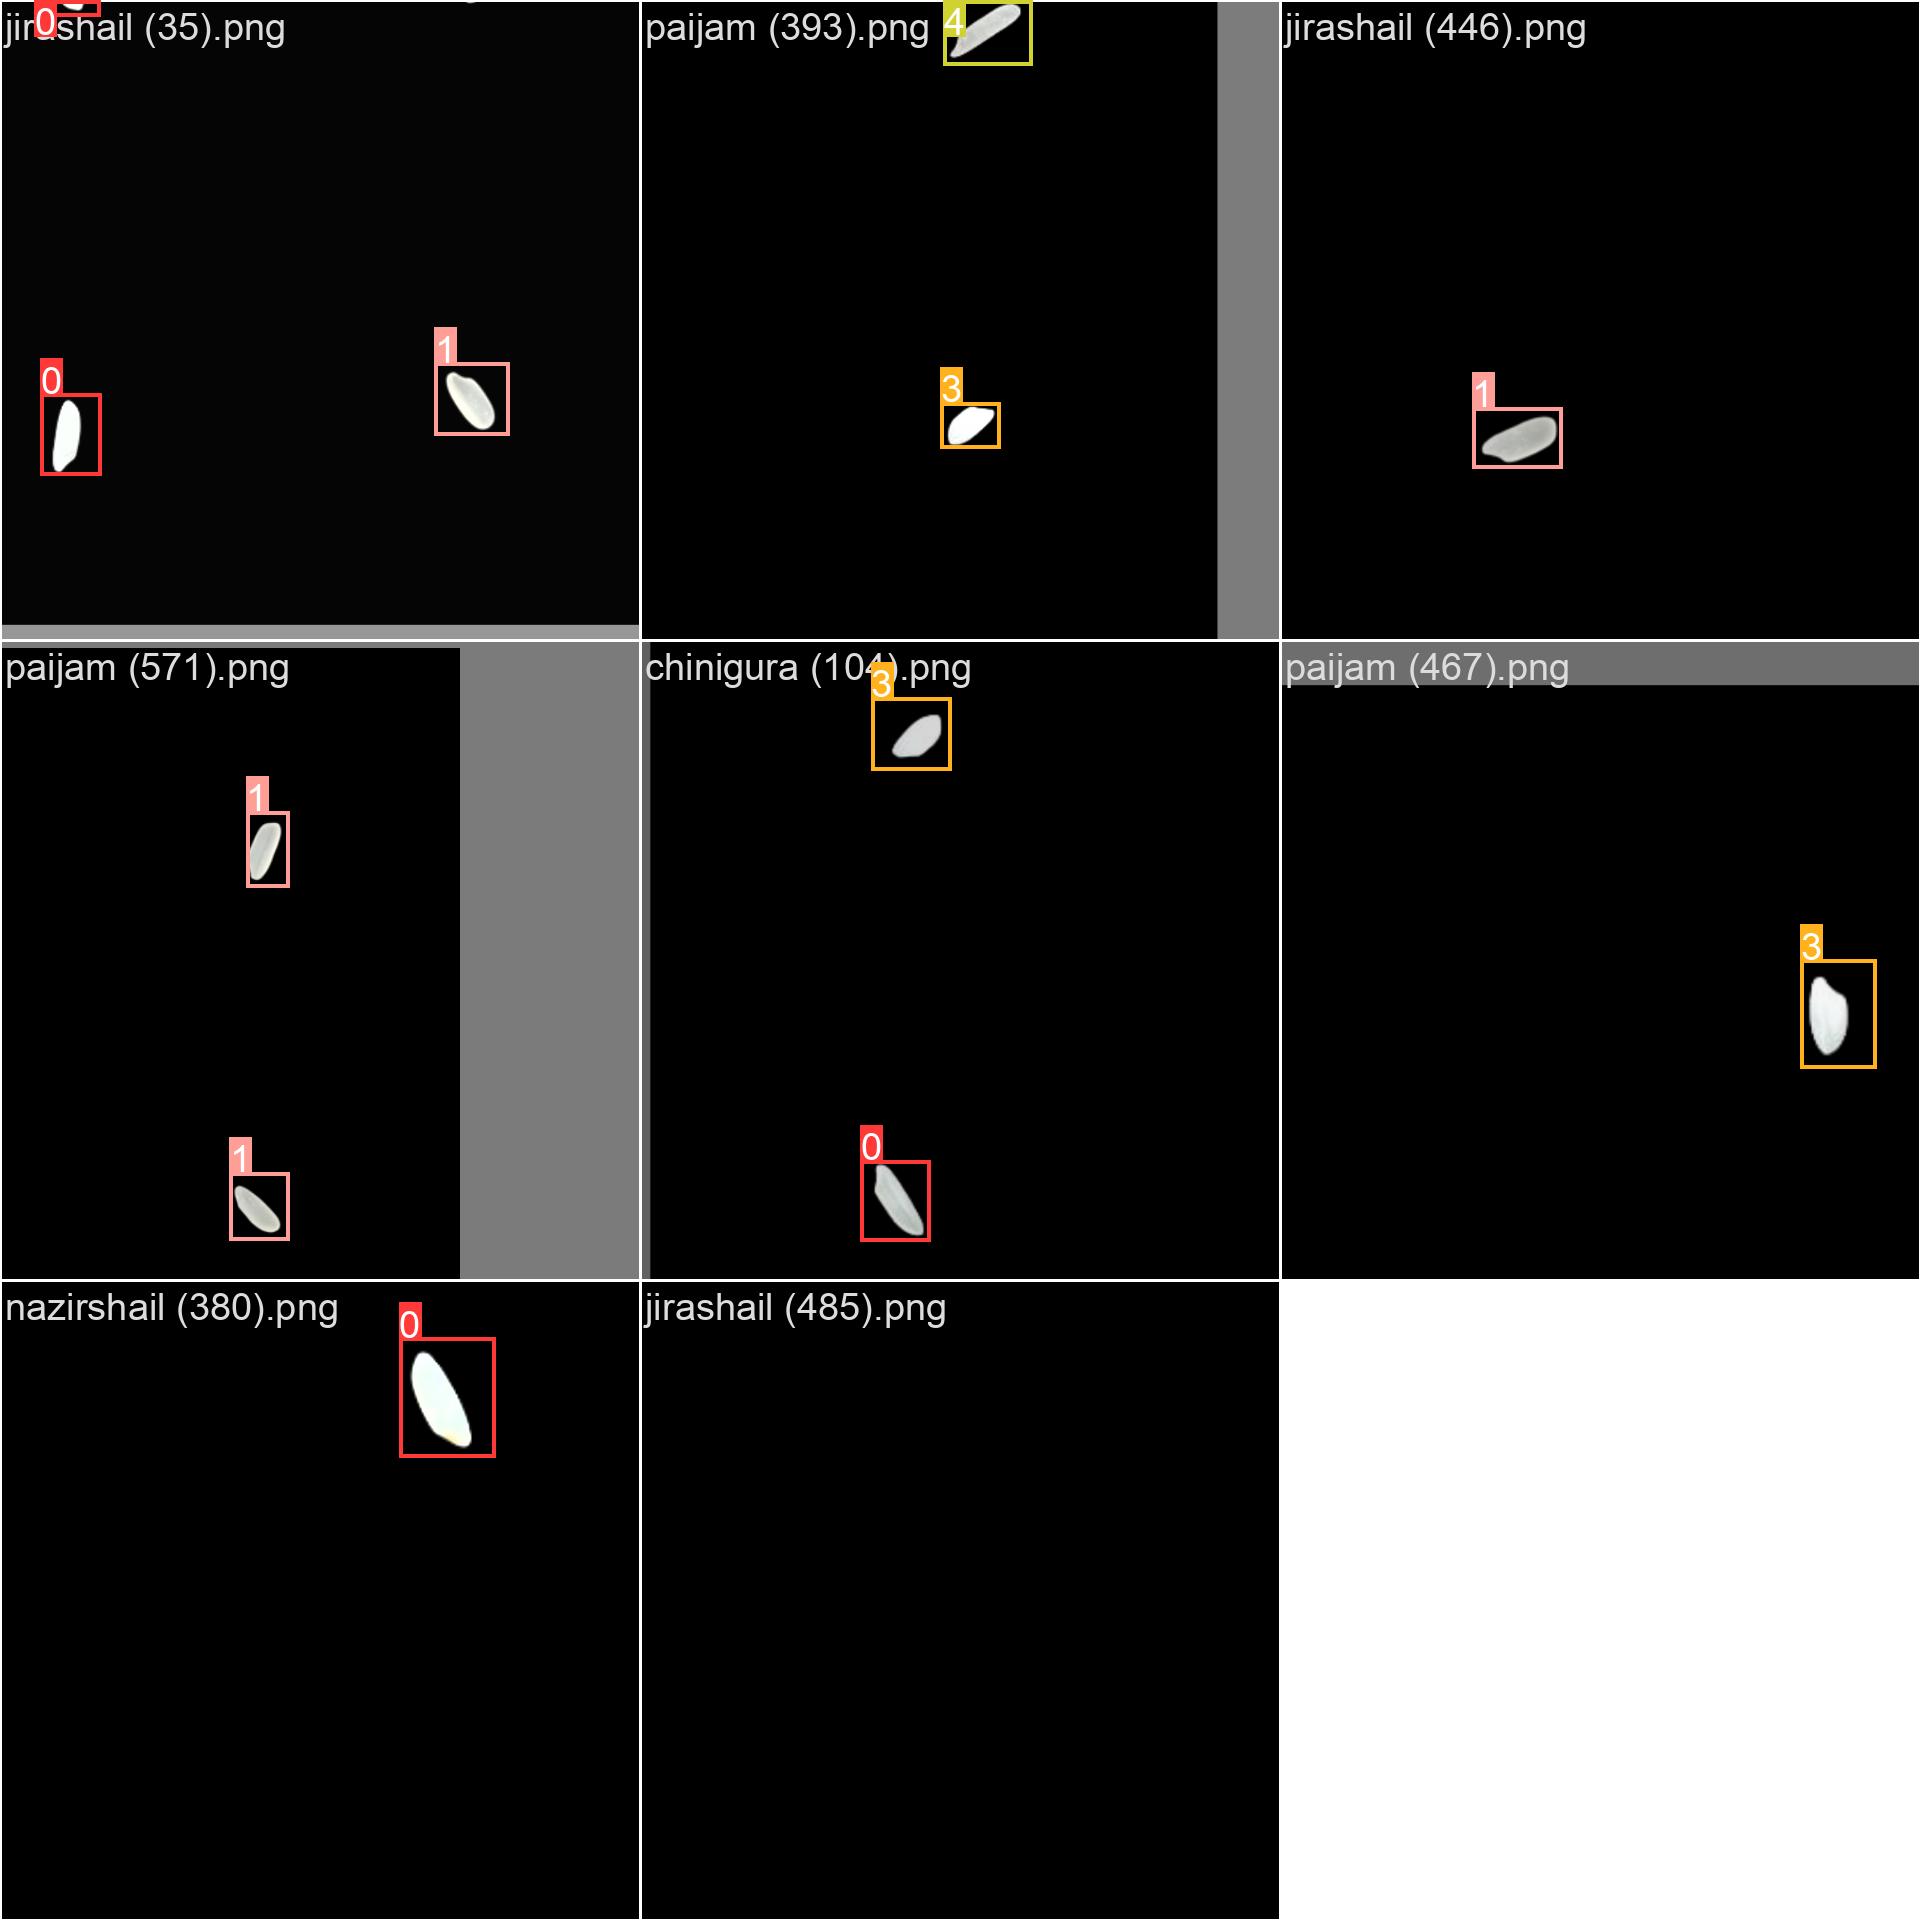 jirashail (35).png
0
0
1
paijam (393).png
4
3
jirashail (446).png
1
paijam (571).png
1
1
chinigura (104).png
3
0
paijam (467).png
3
nazirshail (380).png
0
jirashail (485).png